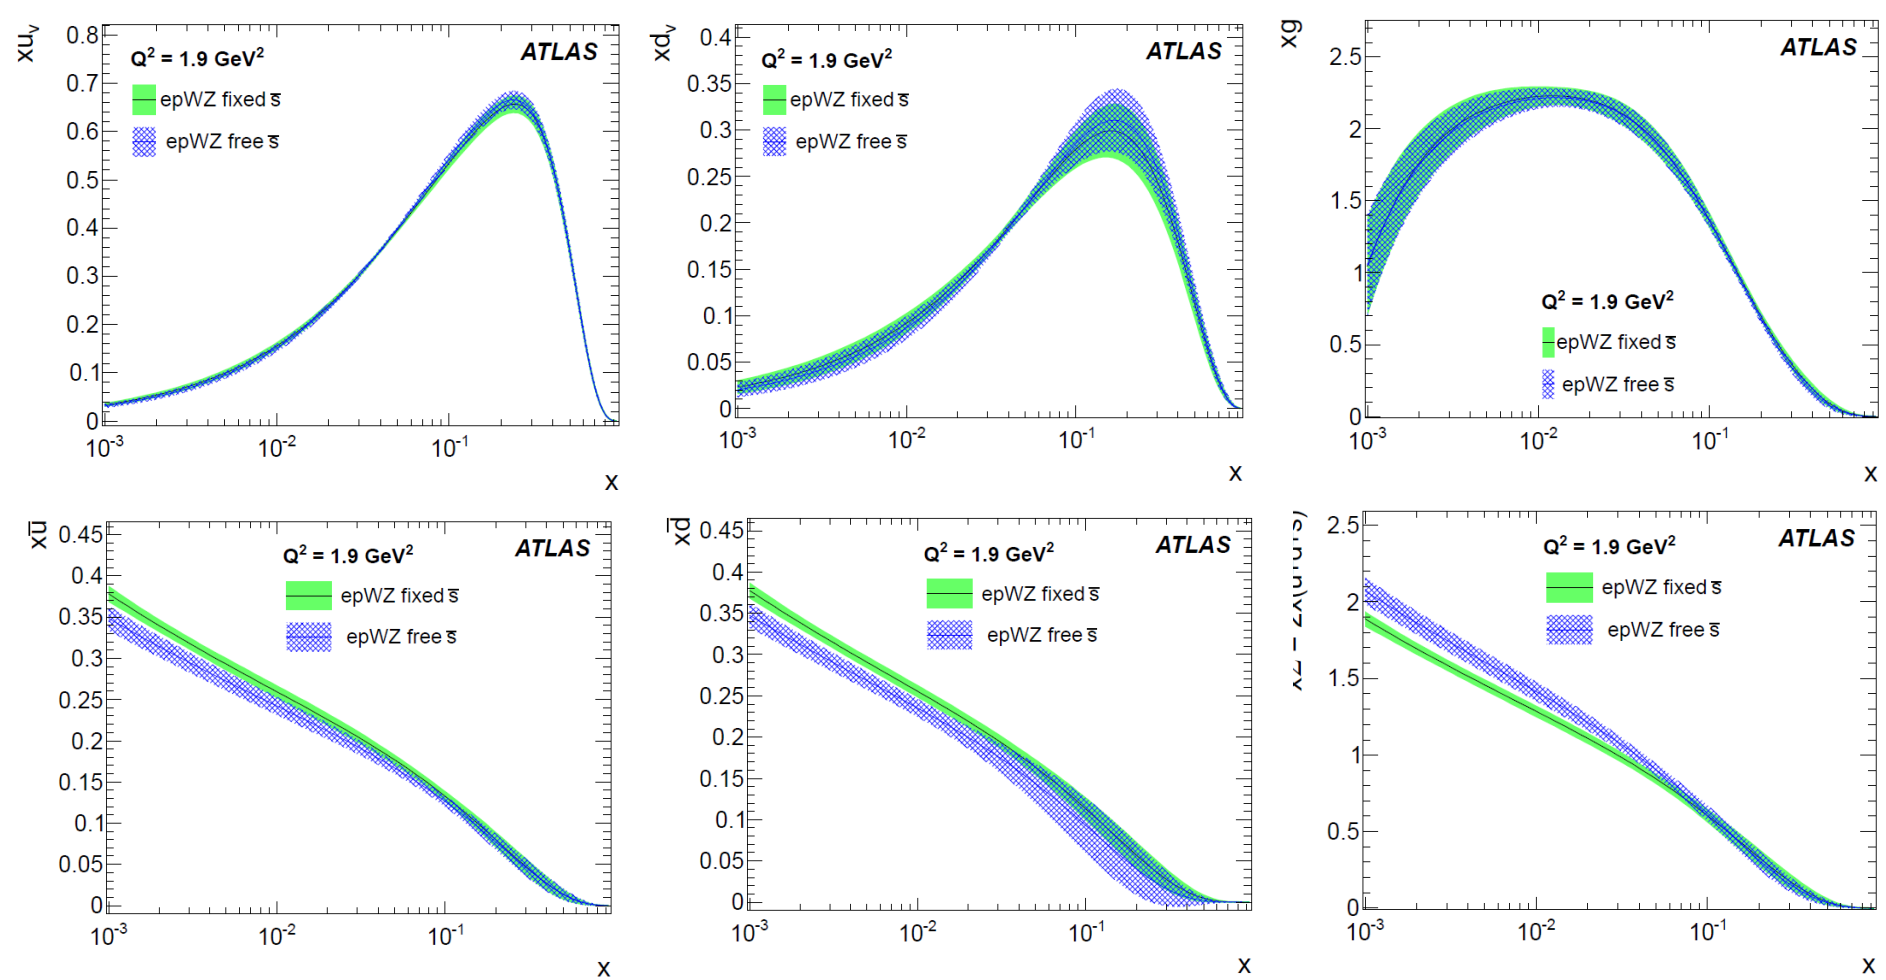 xuᵥ
ATLAS
Q² = 1.9 GeV²
epWZ fixed s̅
epWZ free s̅
0.8
0.7
0.6
0.5
0.4
0.3
0.2
0.1
0
10⁻³
10⁻²
10⁻¹
x
xdᵥ
ATLAS
Q² = 1.9 GeV²
epWZ fixed s̅
epWZ free s̅
0.4
0.35
0.3
0.25
0.2
0.15
0.1
0.05
0
10⁻³
10⁻²
10⁻¹
x
xg
ATLAS
2.5
2
1.5
1
0.5
0
Q² = 1.9 GeV²
epWZ fixed s̅
epWZ free s̅
10⁻³
10⁻²
10⁻¹
x
xu̅
ATLAS
Q² = 1.9 GeV²
epWZ fixed s̅
epWZ free s̅
0.45
0.4
0.35
0.3
0.25
0.2
0.15
0.1
0.05
0
10⁻³
10⁻²
10⁻¹
x
xd̅
ATLAS
Q² = 1.9 GeV²
epWZ fixed s̅
epWZ free s̅
0.45
0.4
0.35
0.3
0.25
0.2
0.15
0.1
0.05
0
10⁻³
10⁻²
10⁻¹
x
ATLAS
Q² = 1.9 GeV²
epWZ fixed s̅
epWZ free s̅
2.5
2
1.5
1
0.5
0
10⁻³
10⁻²
10⁻¹
x